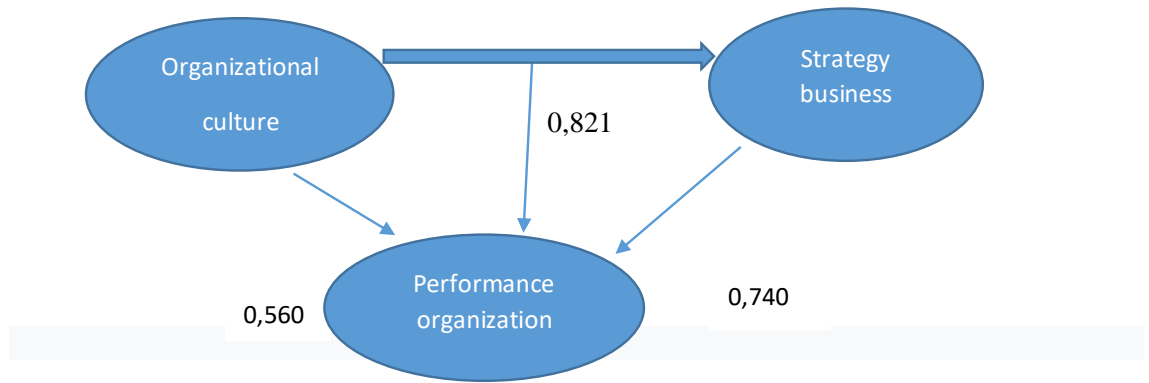 Organizational
culture
Strategy
business
0,821
Performance
organization
0,560
0,740